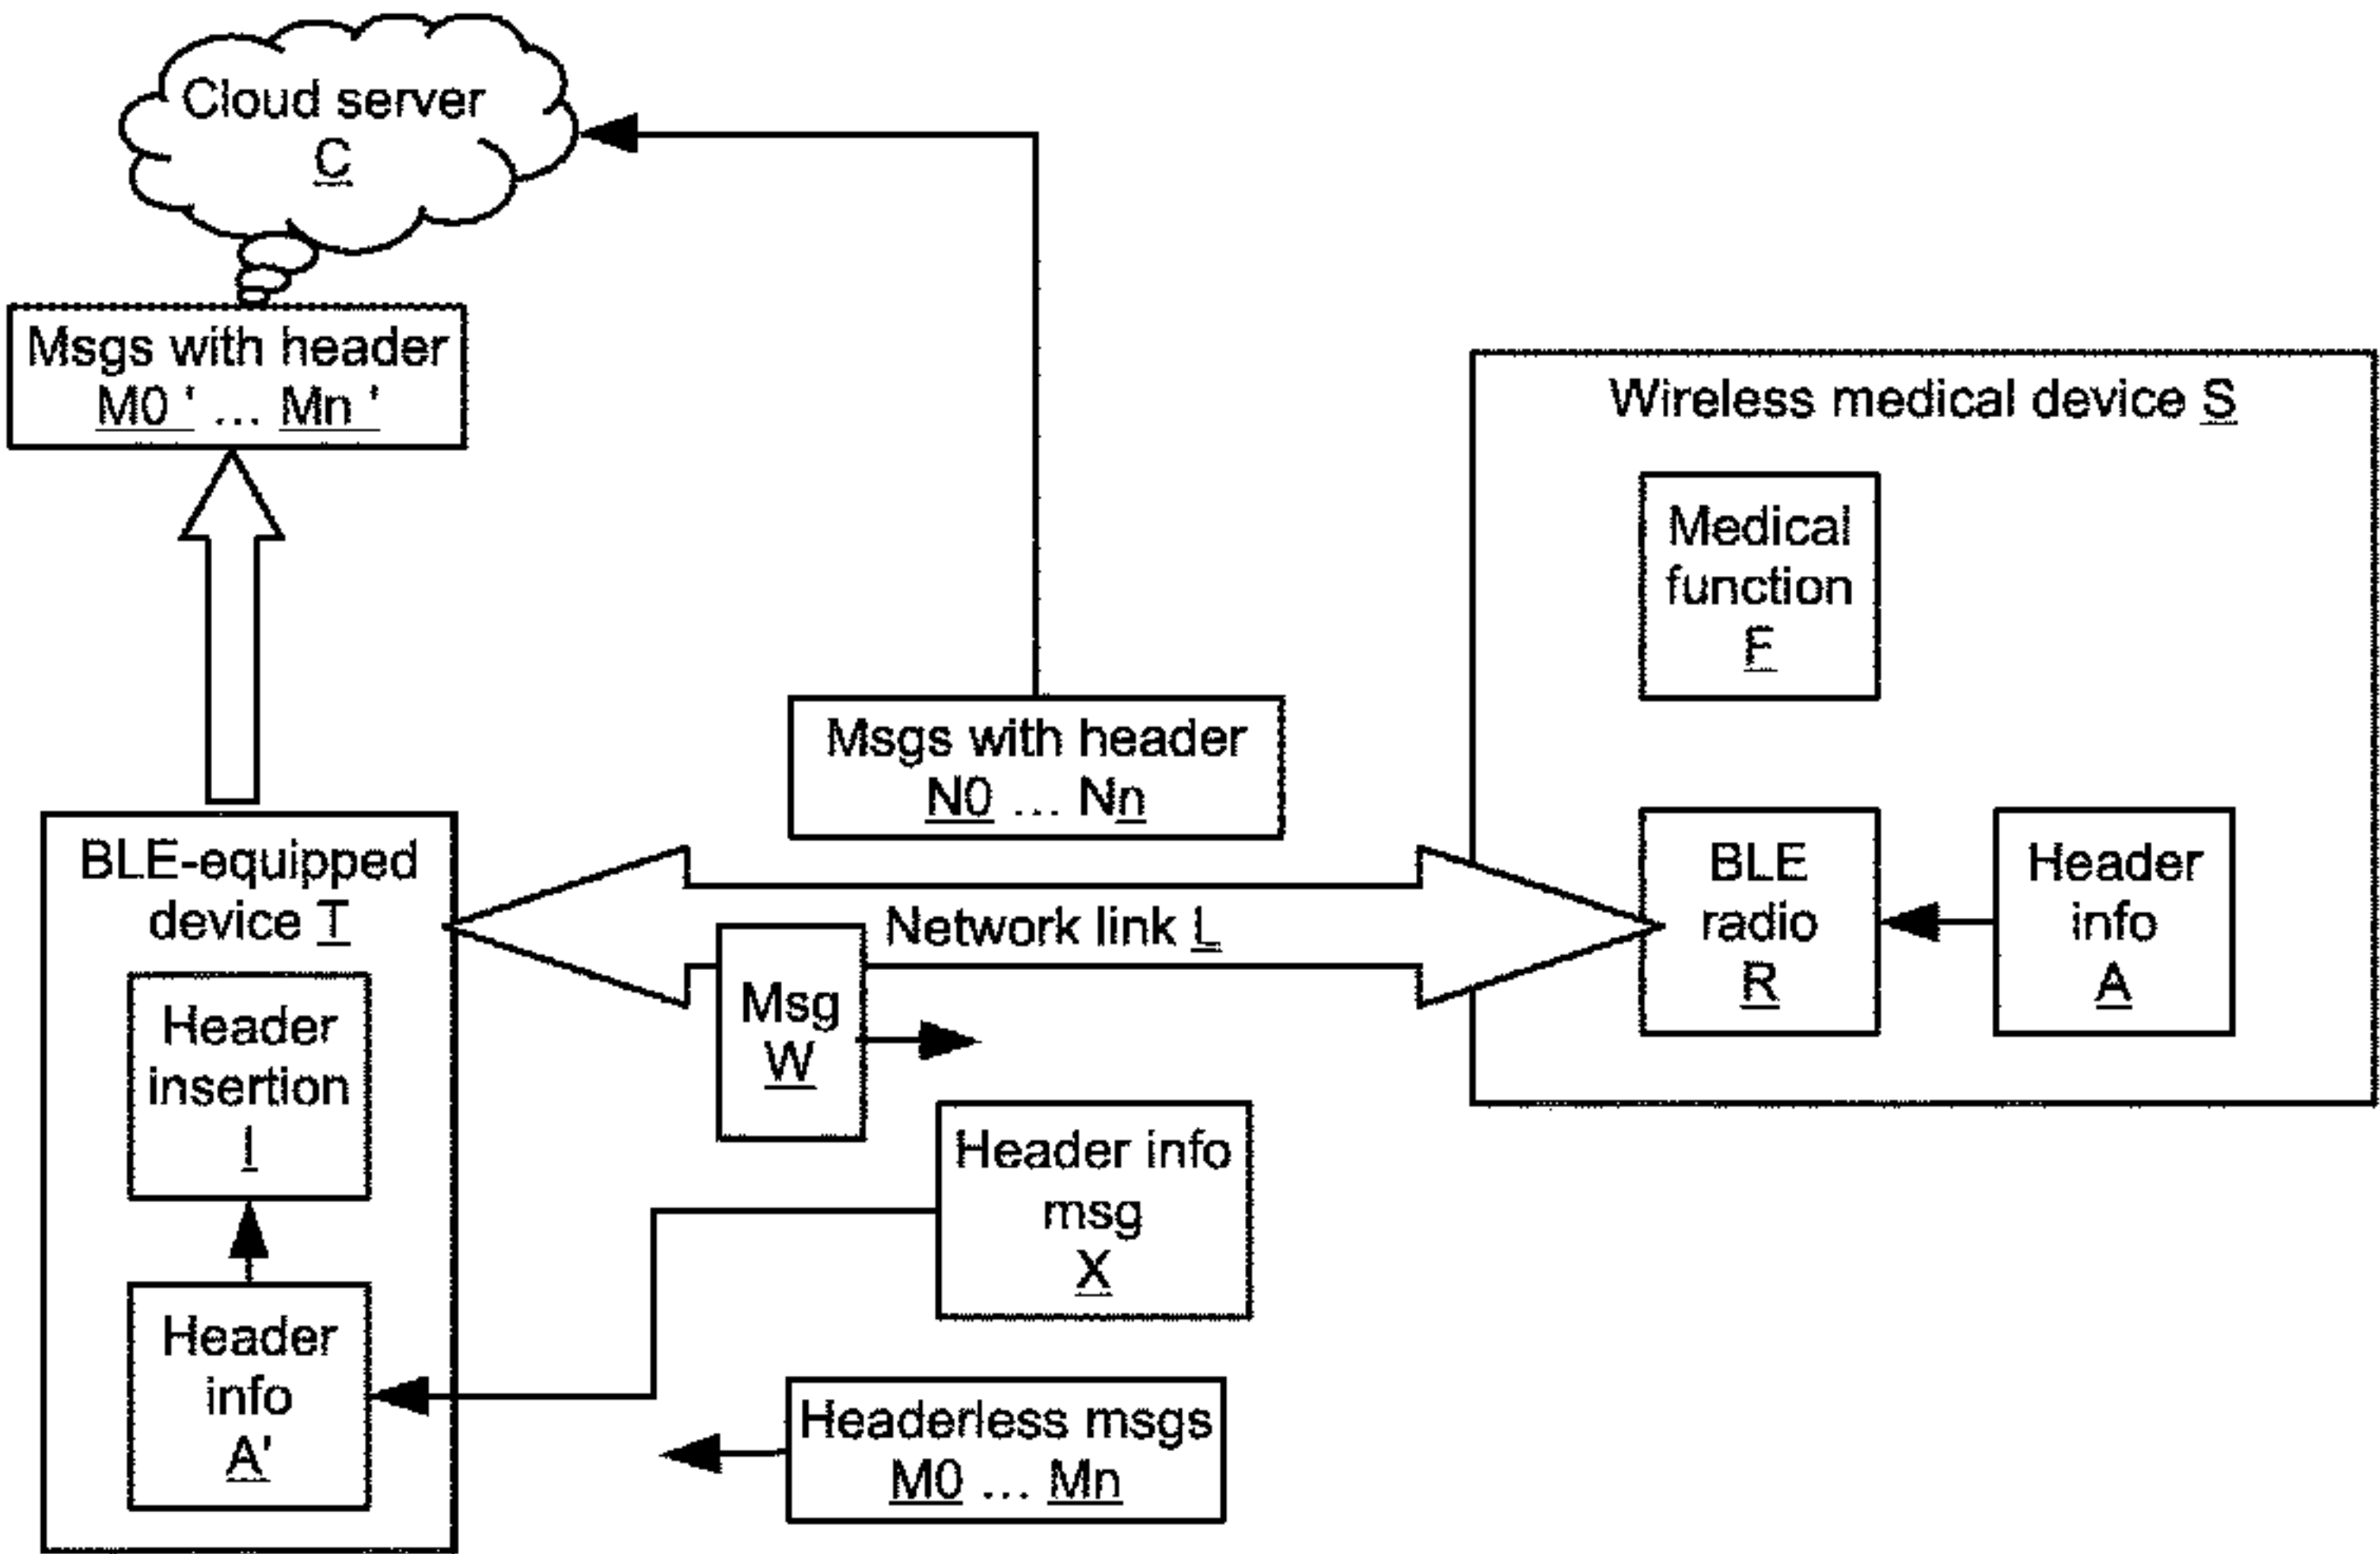 Cloud server
C
Msgs with header
M0 ' ... Mn '
Wireless medical device S
Medical
function
F
Msgs with header
N0 ... Nn
BLE-equipped
device T
Network link L
BLE
radio
R
Header
info
A
Header
insertion
I
Msg
W
Header info
msg
X
Header
info
A'
Headerless msgs
M0 ... Mn